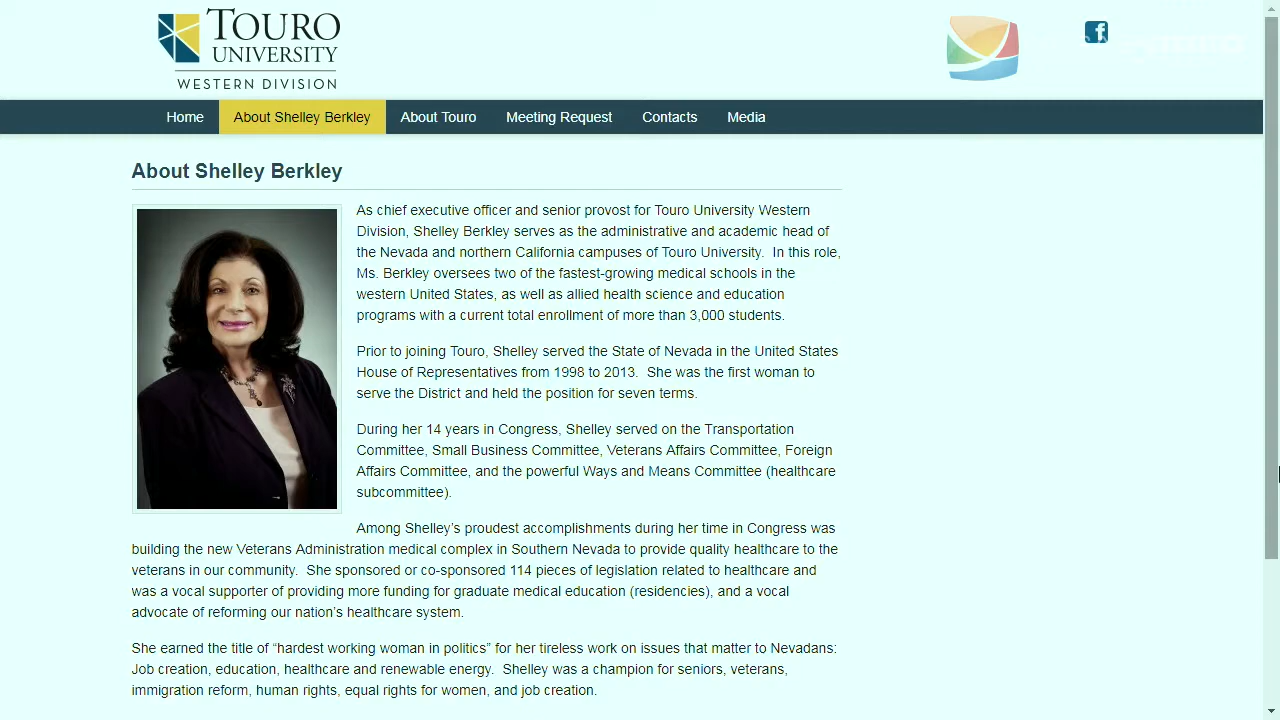 TOURO
UNIVERSITY
WESTERN DIVISION
f
Home About Shelley Berkley About Touro Meeting Request Contacts Media
About Shelley Berkley
As chief executive officer and senior provost for Touro University Western
Division, Shelley Berkley serves as the administrative and academic head of
the Nevada and northern California campuses of Touro University.  In this role,
Ms. Berkley oversees two of the fastest-growing medical schools in the
western United States, as well as allied health science and education
programs with a current total enrollment of more than 3,000 students.
Prior to joining Touro, Shelley served the State of Nevada in the United States
House of Representatives from 1998 to 2013.  She was the first woman to
serve the District and held the position for seven terms.
During her 14 years in Congress, Shelley served on the Transportation
Committee, Small Business Committee, Veterans Affairs Committee, Foreign
Affairs Committee, and the powerful Ways and Means Committee (healthcare
subcommittee).
Among Shelley’s proudest accomplishments during her time in Congress was
building the new Veterans Administration medical complex in Southern Nevada to provide quality healthcare to the
veterans in our community.  She sponsored or co-sponsored 114 pieces of legislation related to healthcare and
was a vocal supporter of providing more funding for graduate medical education (residencies), and a vocal
advocate of reforming our nation’s healthcare system.
She earned the title of “hardest working woman in politics” for her tireless work on issues that matter to Nevadans:
Job creation, education, healthcare and renewable energy.  Shelley was a champion for seniors, veterans,
immigration reform, human rights, equal rights for women, and job creation.